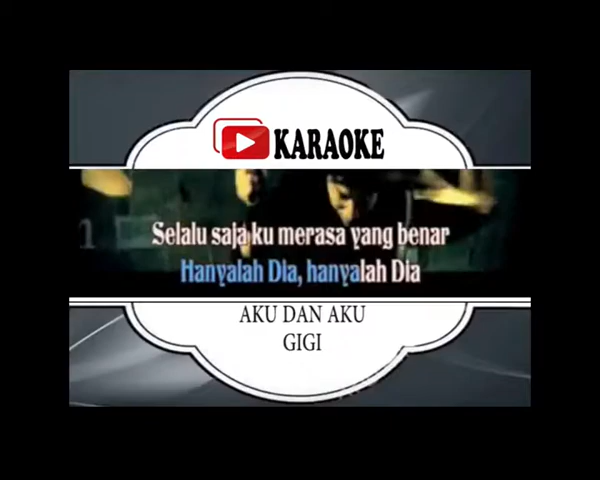 KARAOKE
Selalu saja ku merasa yang benar
Hanyalah Dia, hanyalah Dia
AKU DAN AKU
GIGI